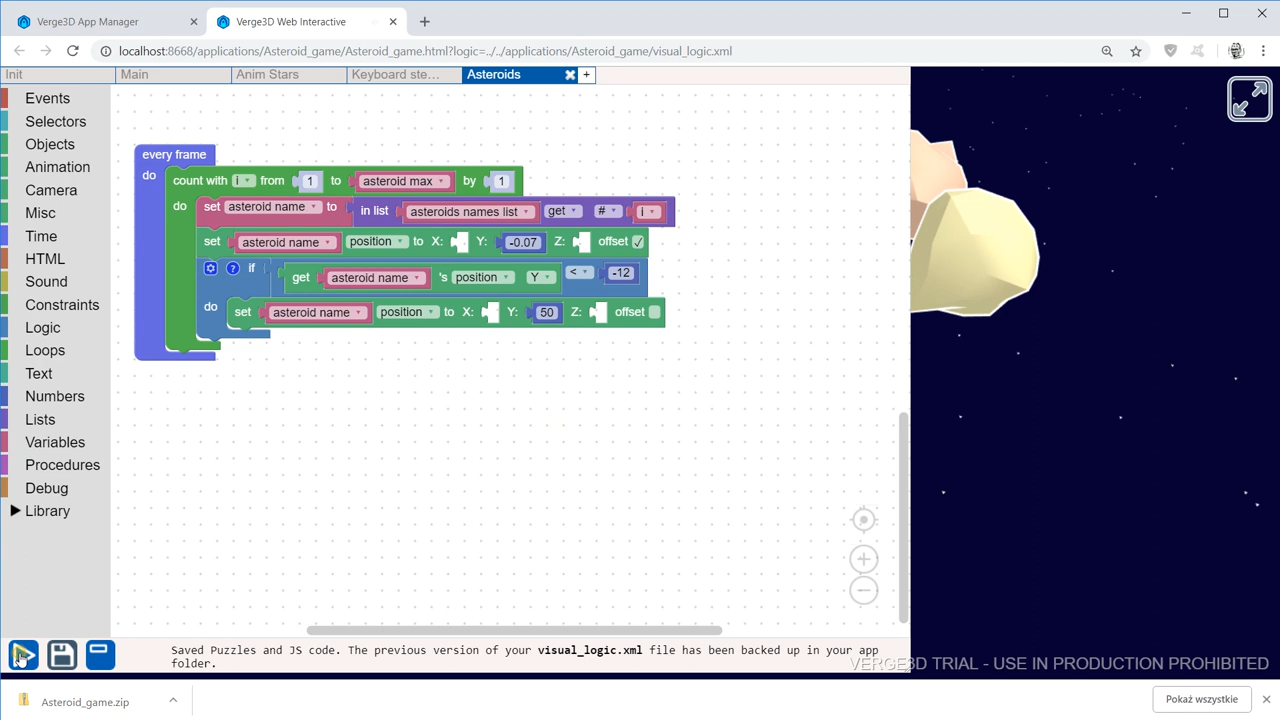 Verge3D App Manager
Verge3D Web Interactive
localhost:8668/applications/Asteroid_game/Asteroid_game.html?logic=../../applications/Asteroid_game/visual_logic.xml
Init
Main
Anim Stars
Keyboard ste...
Asteroids
+
Events
Selectors
Objects
Animation
Camera
Misc
Time
HTML
Sound
Constraints
Logic
Loops
Text
Numbers
Lists
Variables
Procedures
Debug
Library
every frame
do
count with i from 1 to asteroid max by 1
do
set asteroid name to in list asteroids names list get # i
set asteroid name position to X: Y: -0.07 Z: offset
? if get asteroid name 's position Y < -12
do
set asteroid name position to X: Y: 50 Z: offset
Saved Puzzles and JS code. The previous version of your visual_logic.xml file has been backed up in your app
folder.
VERGE3D TRIAL - USE IN PRODUCTION PROHIBITED
Asteroid_game.zip
Pokaż wszystkie